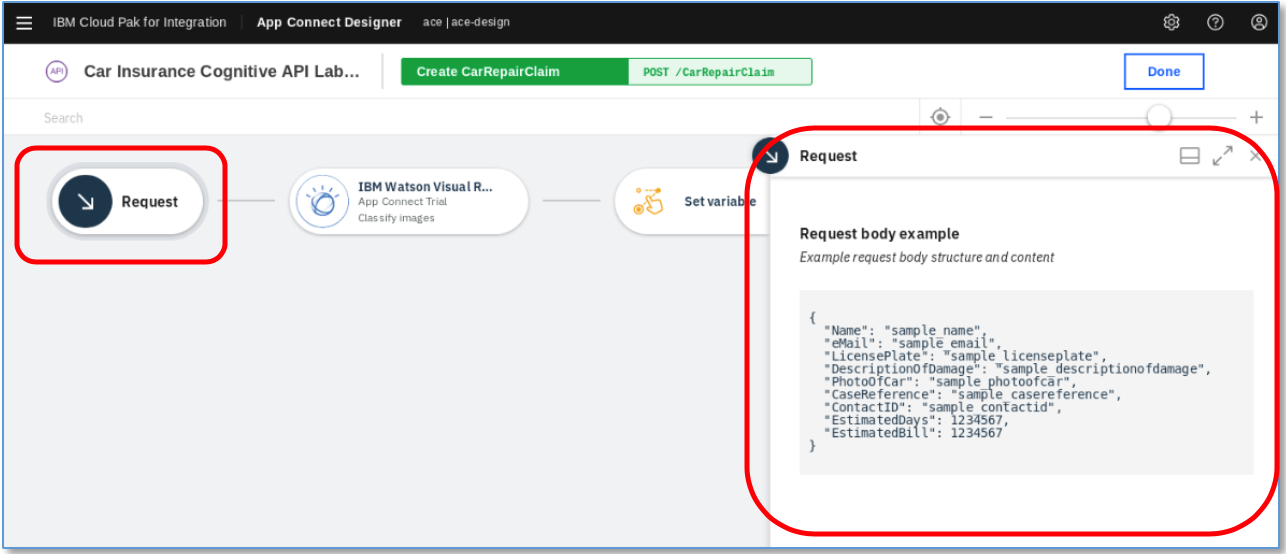 IBM Cloud Pak for Integration App Connect Designer ace | ace-design
API Car Insurance Cognitive API Lab... Create CarRepairClaim POST /CarRepairClaim Done
Search
Request
IBM Watson Visual R...
App Connect Trial
Classify images
Set variable
Request
Request body example
Example request body structure and content
{
"Name": "sample_name",
"eMail": "sample_email",
"LicensePlate": "sample_licenseplate",
"DescriptionOfDamage": "sample_descriptionofdamage",
"PhotoOfCar": "sample_photoofcar",
"CaseReference": "sample_casereference",
"ContactID": "sample_contactid",
"EstimatedDays": 1234567,
"EstimatedBill": 1234567
}